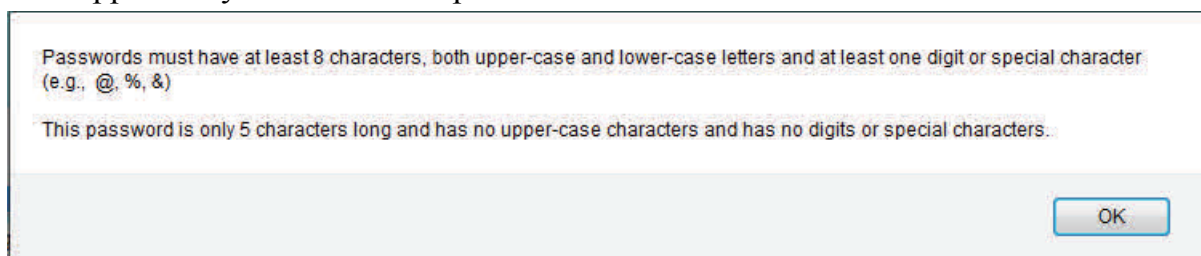 Passwords must have at least 8 characters, both upper-case and lower-case letters and at least one digit or special character
(e.g., @, %, &)
This password is only 5 characters long and has no upper-case characters and has no digits or special characters.
OK